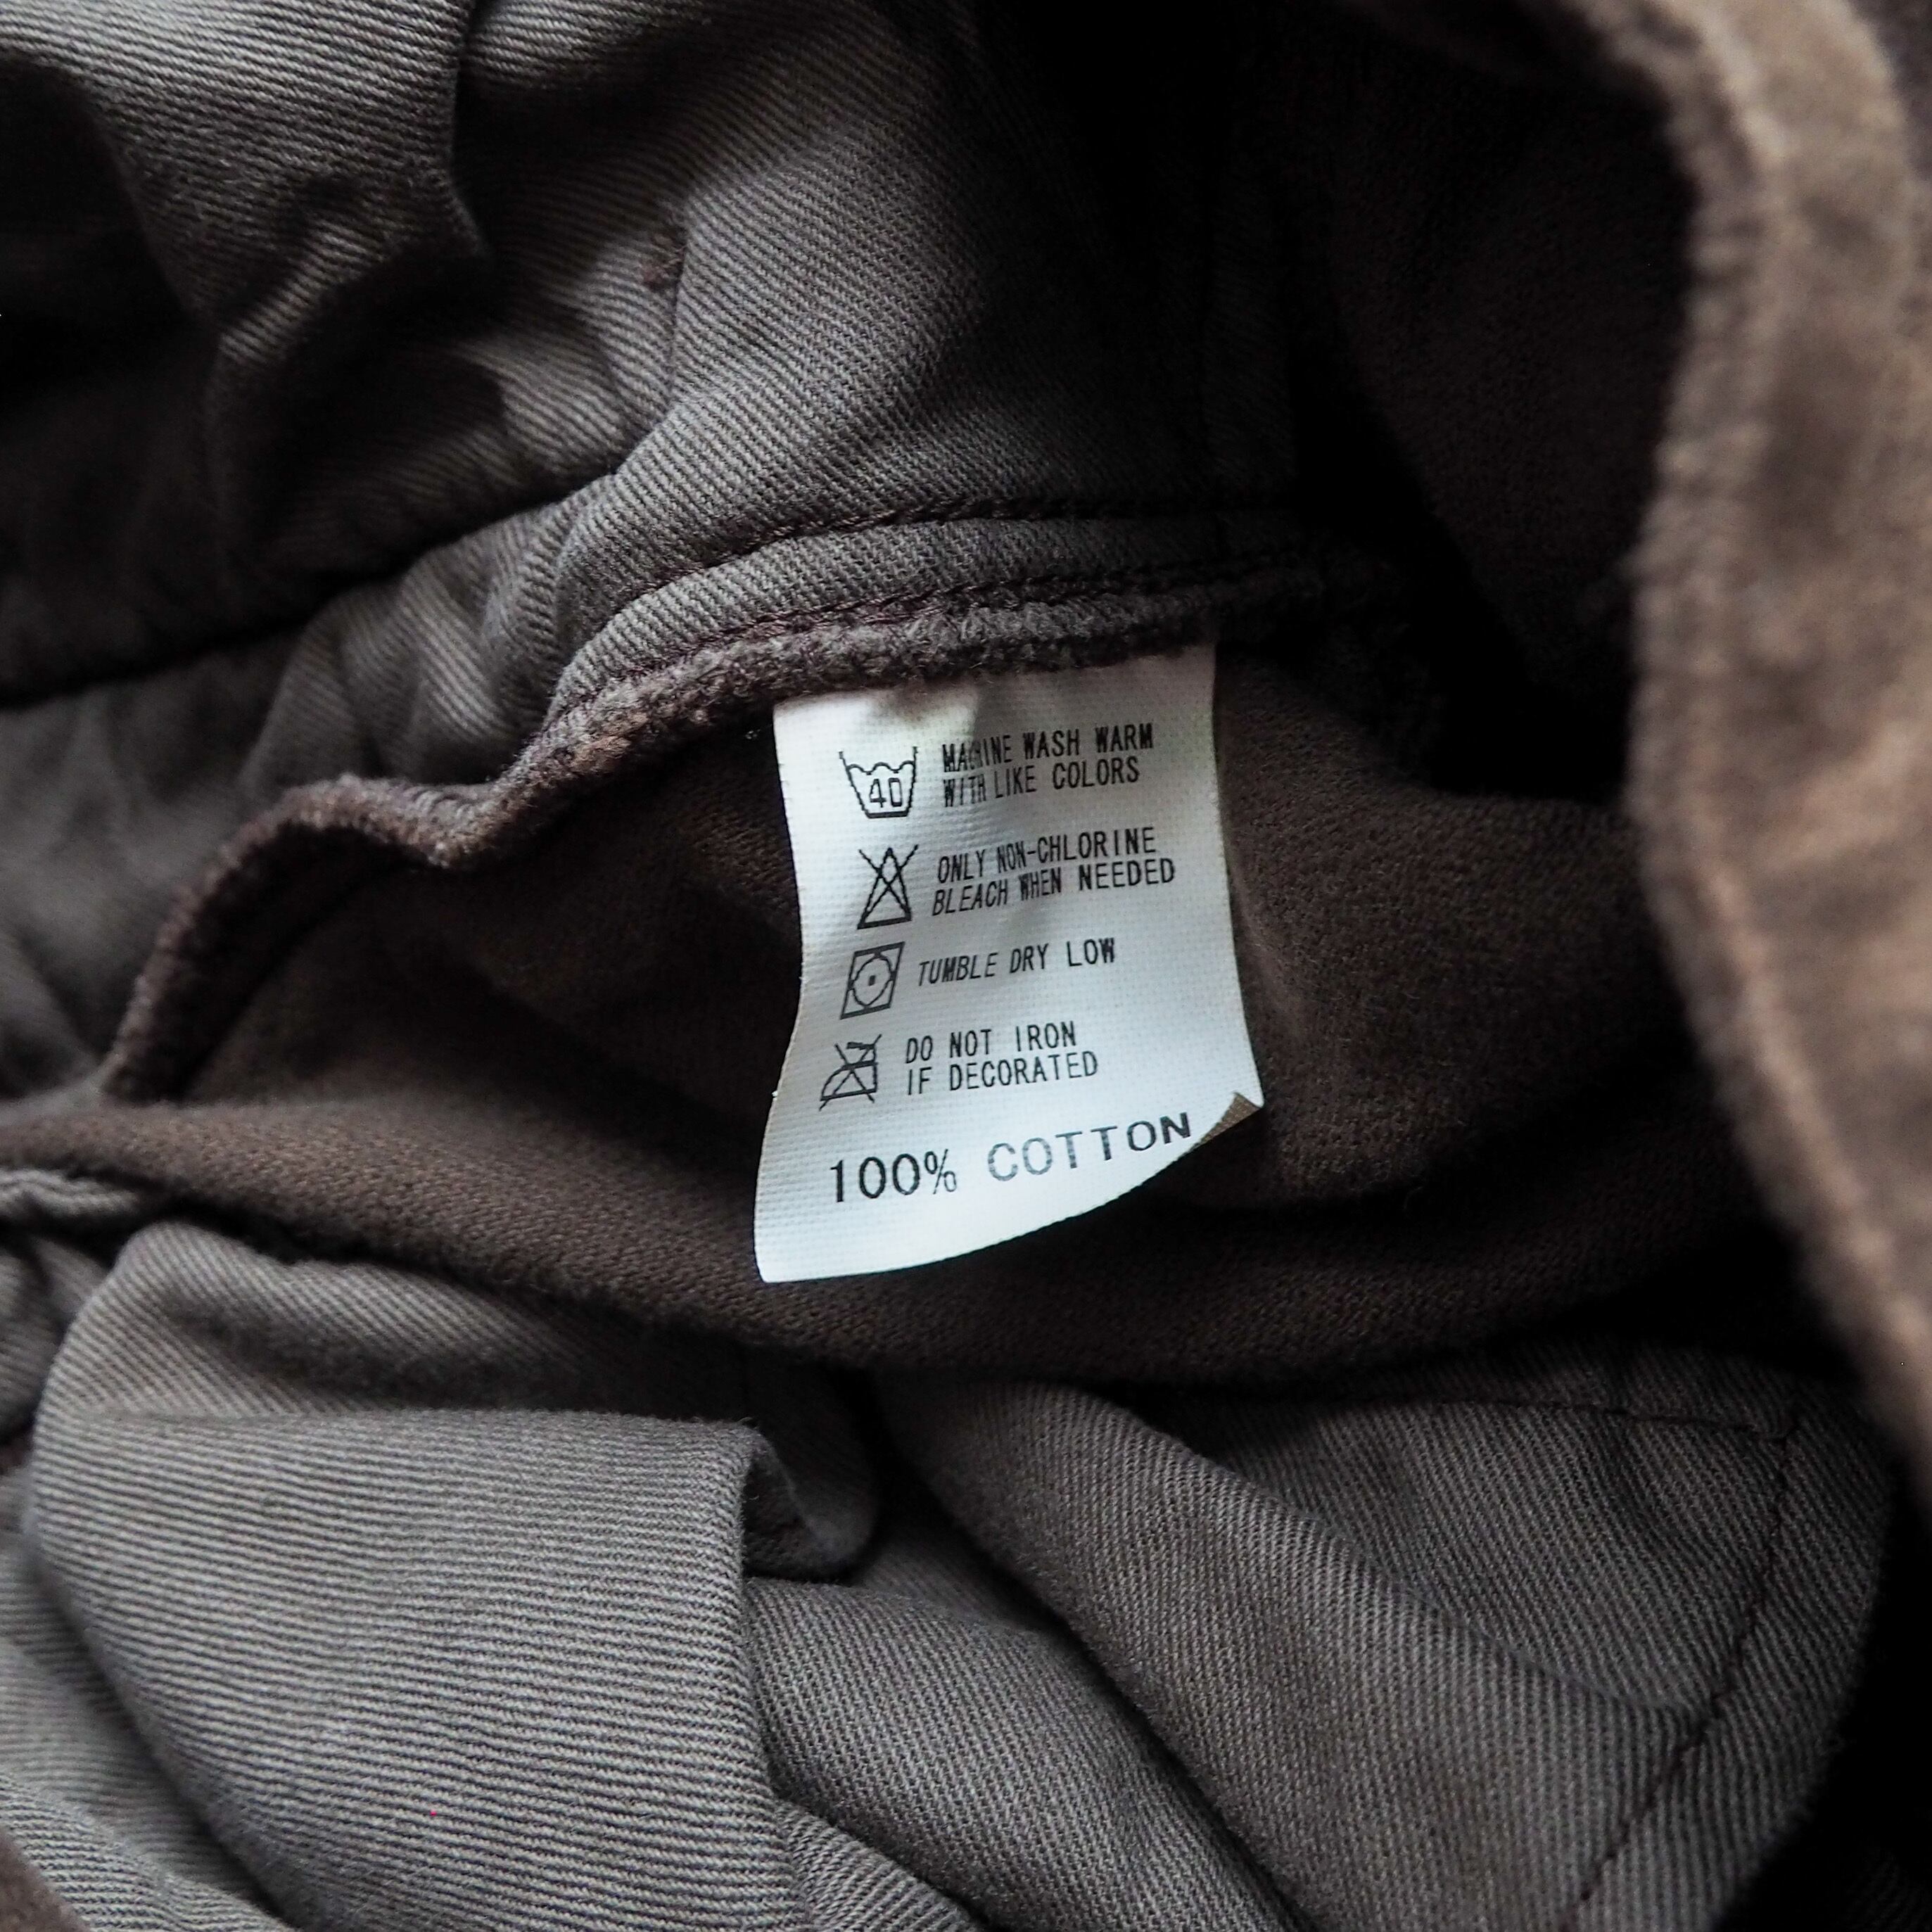 40
MACHINE WASH WARM
WITH LIKE COLORS
ONLY NON-CHLORINE
BLEACH WHEN NEEDED
TUMBLE DRY LOW
DO NOT IRON
IF DECORATED
100% COTTON